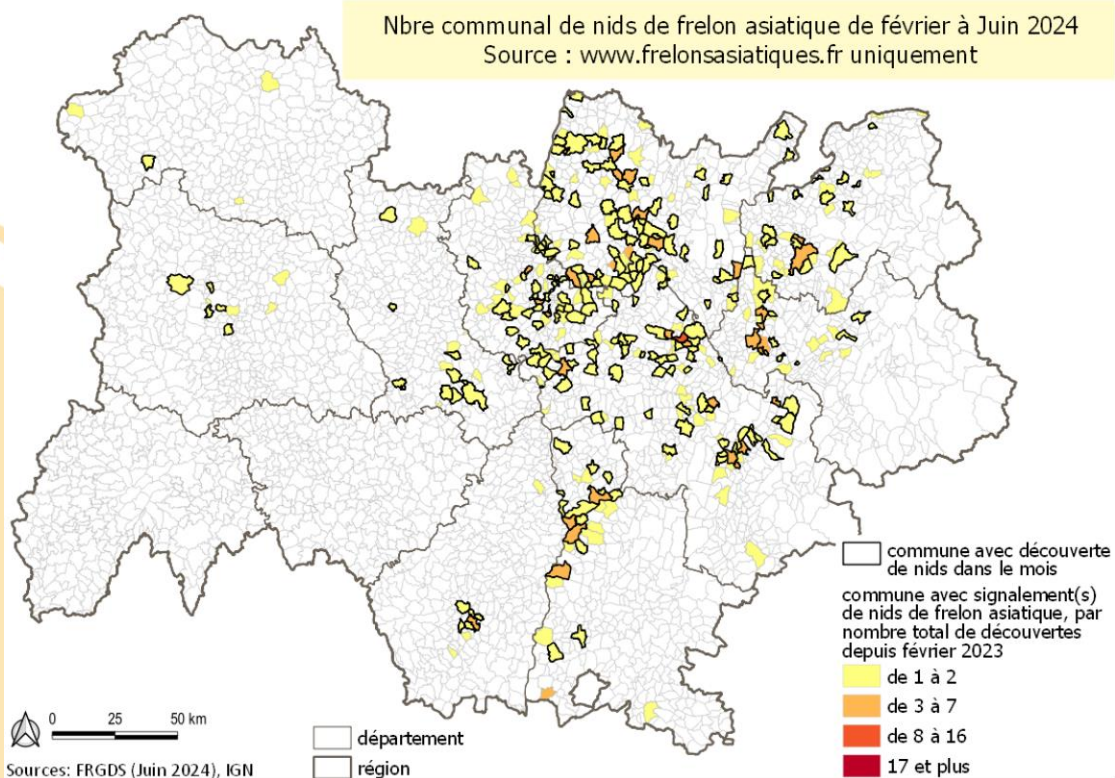 Nbre communal de nids de frelon asiatique de février à Juin 2024
Source : www.frelonsasiatiques.fr uniquement
commune avec découverte
de nids dans le mois
commune avec signalement(s)
de nids de frelon asiatique, par
nombre total de découvertes
depuis février 2023
de 1 à 2
de 3 à 7
de 8 à 16
17 et plus
0 25 50 km
département
région
Sources: FRGDS (Juin 2024), IGN